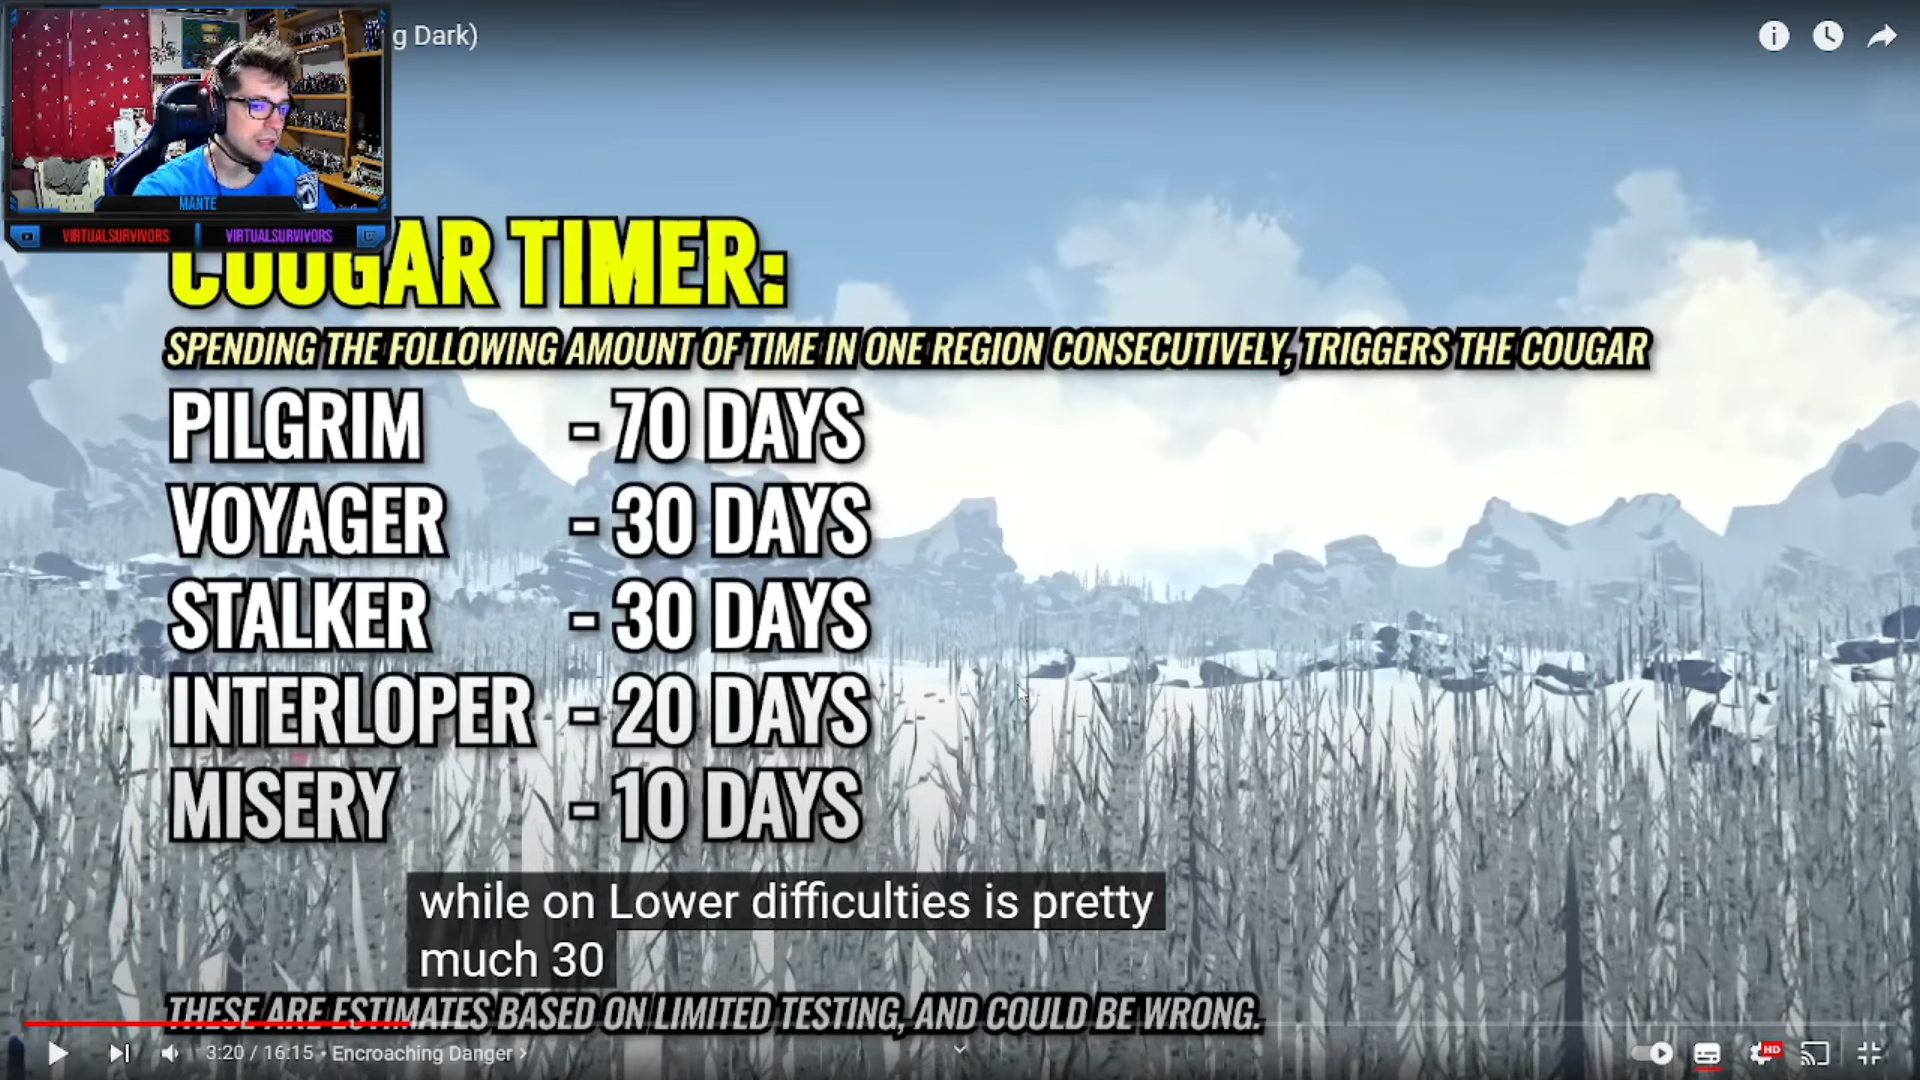 g Dark)
MANTE
VIRTUALSURVIVORS VIRTUALSURVIVORS
COUGAR TIMER:
SPENDING THE FOLLOWING AMOUNT OF TIME IN ONE REGION CONSECUTIVELY, TRIGGERS THE COUGAR
PILGRIM - 70 DAYS
VOYAGER - 30 DAYS
STALKER - 30 DAYS
INTERLOPER - 20 DAYS
MISERY - 10 DAYS
while on Lower difficulties is pretty
much 30
THESE ARE ESTIMATES BASED ON LIMITED TESTING, AND COULD BE WRONG.
3:20 / 16:15 • Encroaching Danger ›
HD